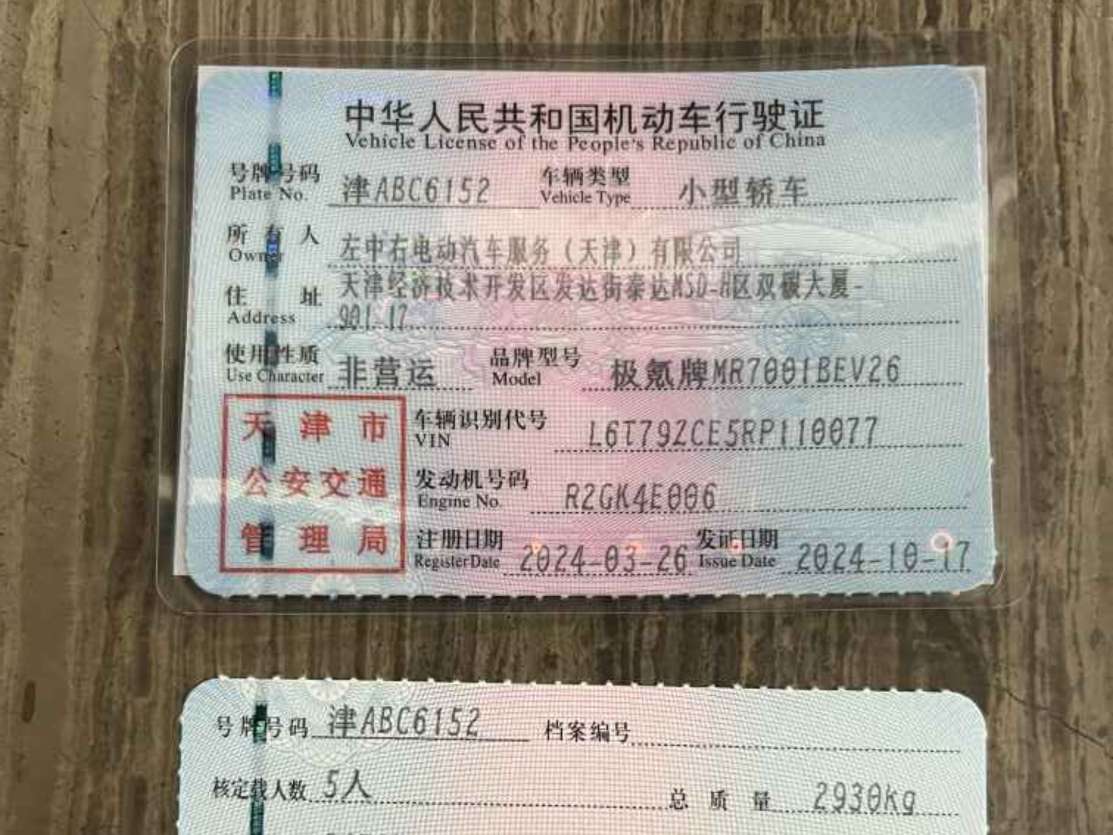 中华人民共和国机动车行驶证
Vehicle License of the People's Republic of China
号牌号码 津ABC6152 车辆类型 小型轿车
Plate No. Vehicle Type
所有人 左中右电动汽车服务（天津）有限公司
Owner
住址 天津经济技术开发区发达街泰达MSD-H区双碳大厦-
Address 901.17
使用性质 非营运 品牌型号 极氪牌MR7001BEV26
Use Character Model
天津市
公安交通
管理局
车辆识别代号 L6T79ZCE5RP110077
VIN
发动机号码 R2GK4E006
Engine No.
注册日期 2024-03-26 发证日期 2024-10-17
Register Date Issue Date
号牌号码 津ABC6152 档案编号
核定载人数 5人 总质量 2930kg